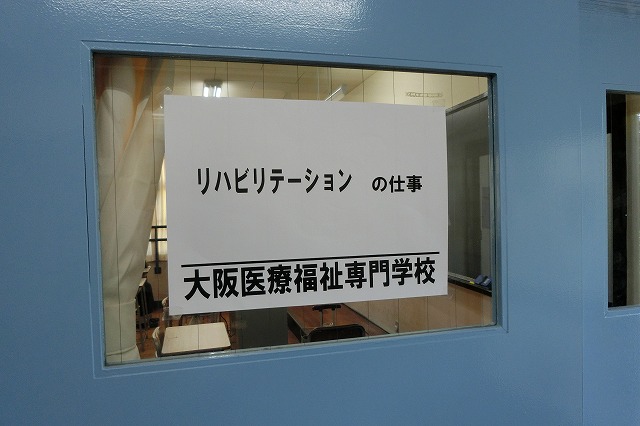 リハビリテーション の仕事
大阪医療福祉専門学校